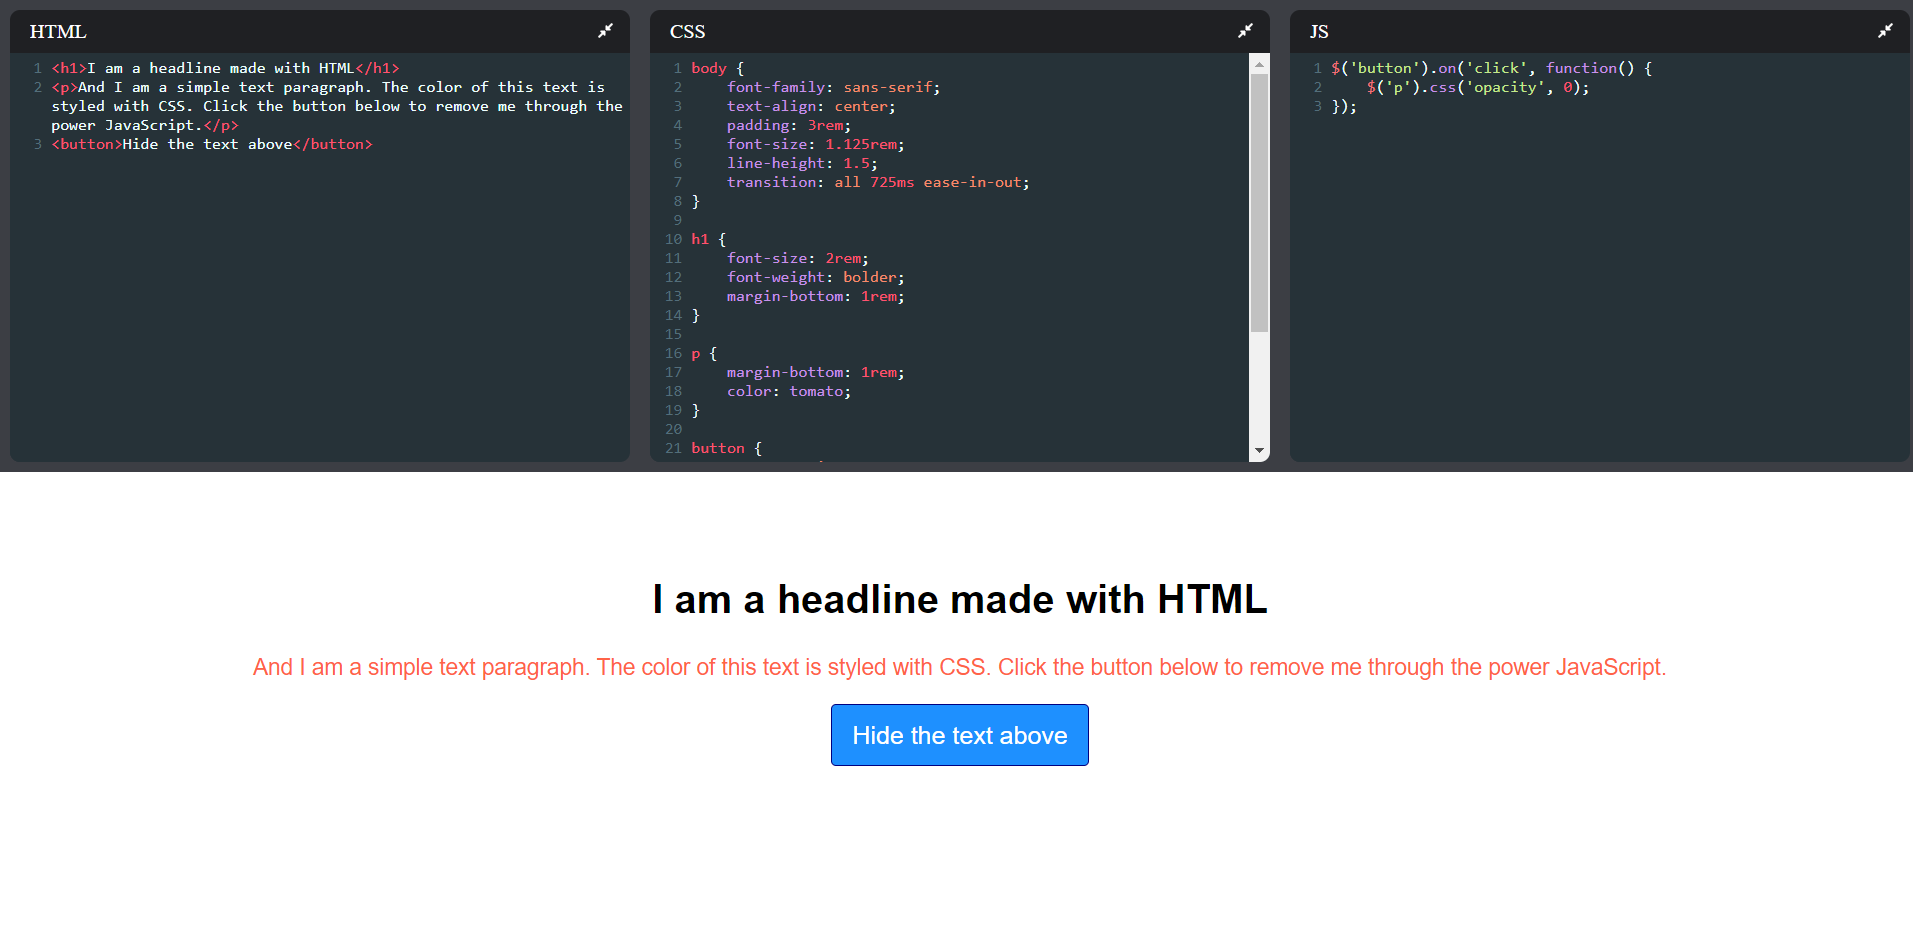 HTML
1 <h1>I am a headline made with HTML</h1>
2 <p>And I am a simple text paragraph. The color of this text is
styled with CSS. Click the button below to remove me through the
power JavaScript.</p>
3 <button>Hide the text above</button>
CSS
1 body {
2     font-family: sans-serif;
3     text-align: center;
4     padding: 3rem;
5     font-size: 1.125rem;
6     line-height: 1.5;
7     transition: all 725ms ease-in-out;
8 }
9
10 h1 {
11     font-size: 2rem;
12     font-weight: bolder;
13     margin-bottom: 1rem;
14 }
15
16 p {
17     margin-bottom: 1rem;
18     color: tomato;
19 }
20
21 button {
JS
1 $('button').on('click', function() {
2     $('p').css('opacity', 0);
3 });
I am a headline made with HTML
And I am a simple text paragraph. The color of this text is styled with CSS. Click the button below to remove me through the power JavaScript.
Hide the text above